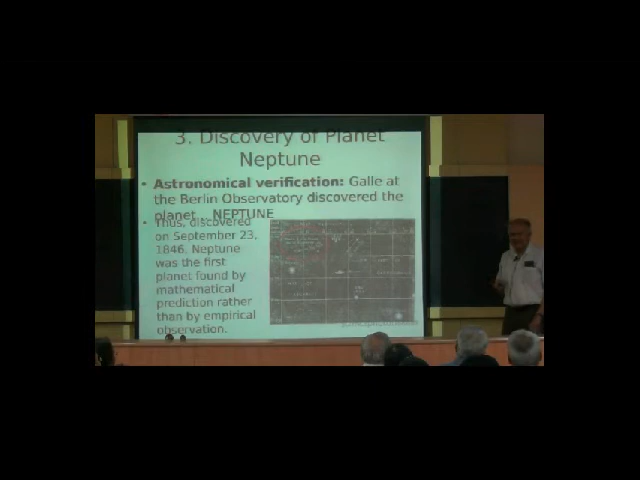 3. Discovery of Planet
Neptune
• Astronomical verification: Galle at
the Berlin Observatory discovered the
planet . NEPTUNE
• Thus, discovered
on September 23,
1846, Neptune
was the first
planet found by
mathematical
prediction rather
than by empirical
observation.